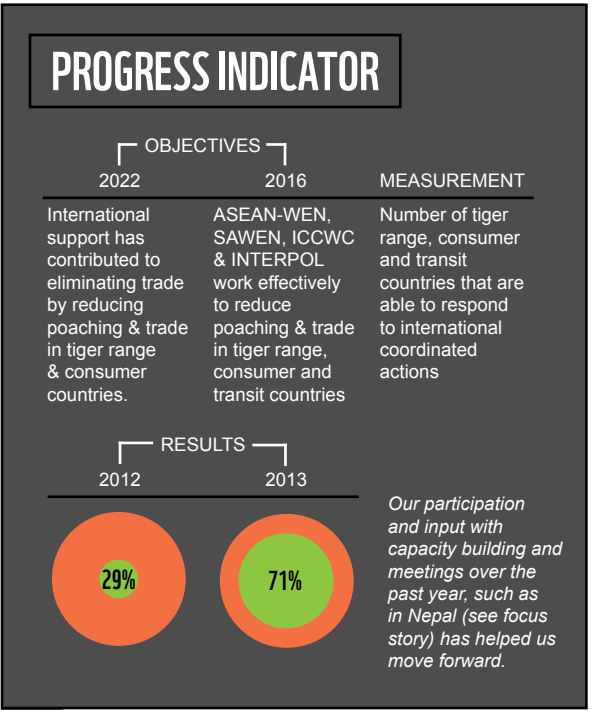 PROGRESS INDICATOR
OBJECTIVES
2022
2016
MEASUREMENT
International
support has
contributed to
eliminating trade
by reducing
poaching & trade
in tiger range
& consumer
countries.
ASEAN-WEN,
SAWEN, ICCWC
& INTERPOL
work effectively
to reduce
poaching & trade
in tiger range,
consumer and
transit countries
Number of tiger
range, consumer
and transit
countries that are
able to respond
to international
coordinated
actions
RESULTS
2012
2013
29%
71%
Our participation
and input with
capacity building and
meetings over the
past year, such as
in Nepal (see focus
story) has helped us
move forward.